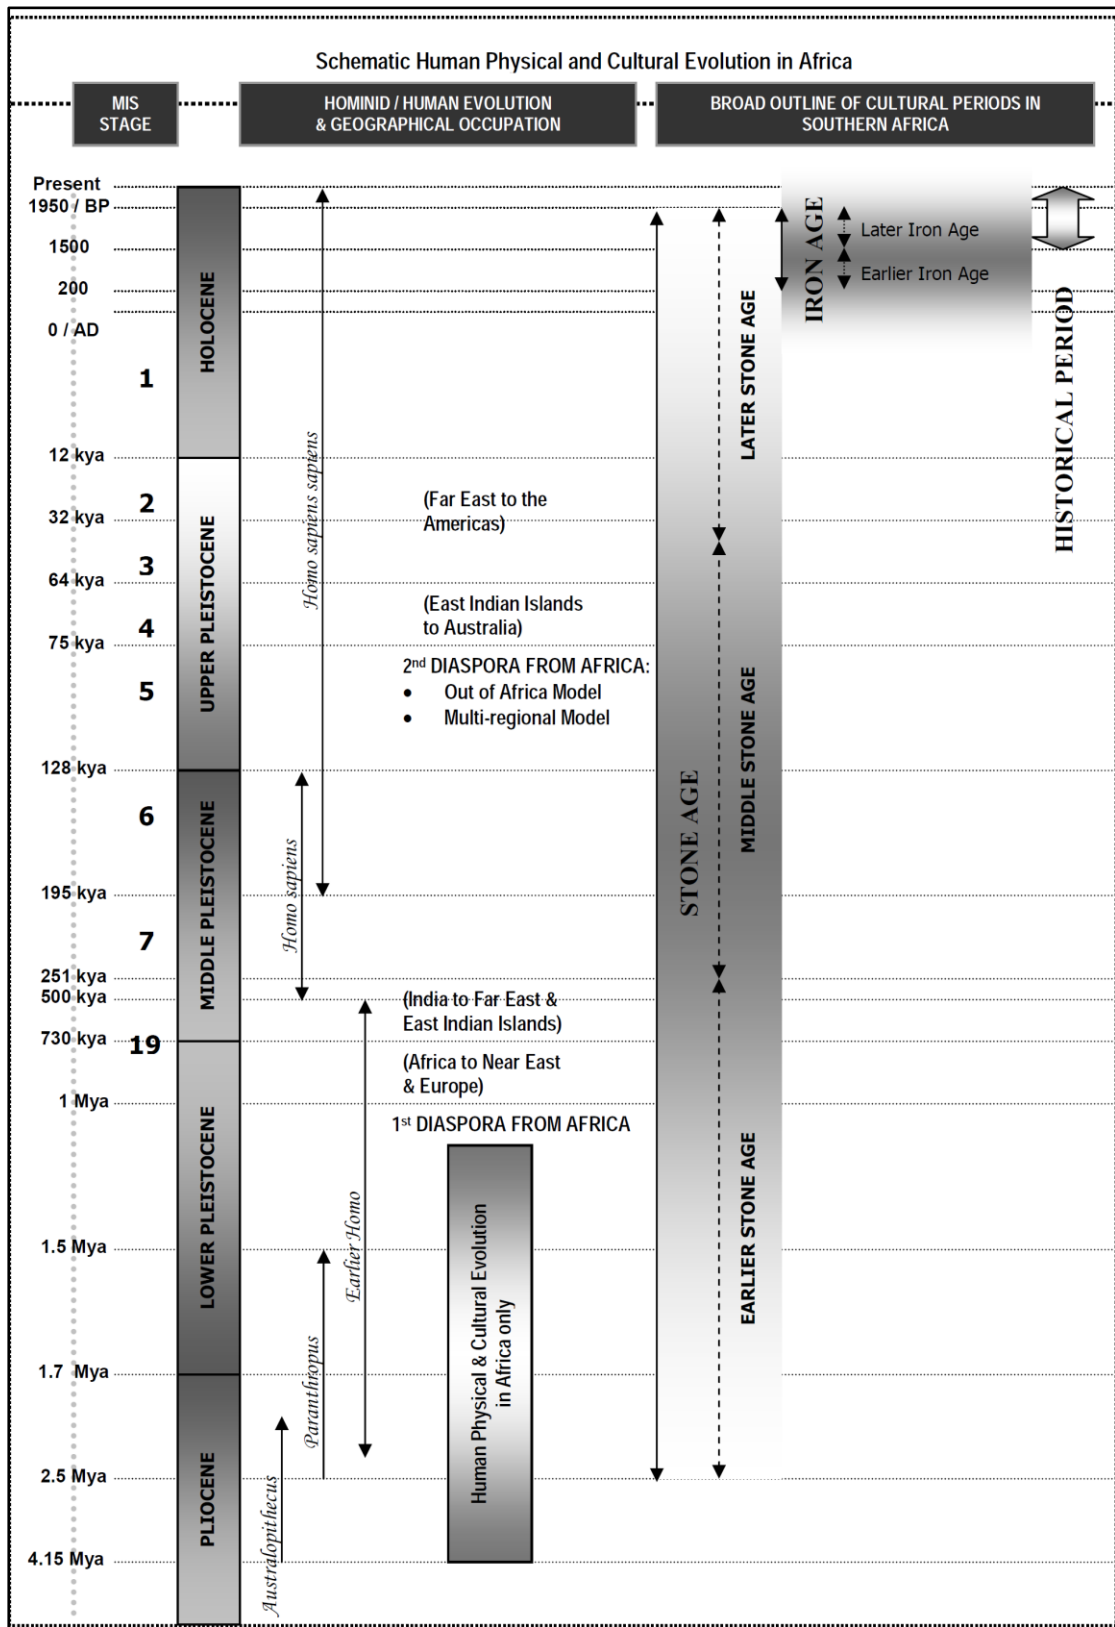 Schematic Human Physical and Cultural Evolution in Africa
MIS
STAGE
HOMINID / HUMAN EVOLUTION
& GEOGRAPHICAL OCCUPATION
BROAD OUTLINE OF CULTURAL PERIODS IN
SOUTHERN AFRICA
Present
1950 / BP
1500
200
0 / AD
12 kya
32 kya
64 kya
75 kya
128 kya
195 kya
251 kya
500 kya
730 kya
1 Mya
1.5 Mya
1.7 Mya
2.5 Mya
4.15 Mya
1
2
3
4
5
6
7
19
HOLOCENE
UPPER PLEISTOCENE
MIDDLE PLEISTOCENE
LOWER PLEISTOCENE
PLIOCENE
Homo sapiens sapiens
Homo sapiens
Earlier Homo
Paranthropus
Australopithecus
(Far East to the
Americas)
(East Indian Islands
to Australia)
2nd DIASPORA FROM AFRICA:
• Out of Africa Model
• Multi-regional Model
(India to Far East &
East Indian Islands)
(Africa to Near East
& Europe)
1st DIASPORA FROM AFRICA
Human Physical & Cultural Evolution
in Africa only
STONE AGE
LATER STONE AGE
MIDDLE STONE AGE
EARLIER STONE AGE
IRON AGE
Later Iron Age
Earlier Iron Age
HISTORICAL PERIOD